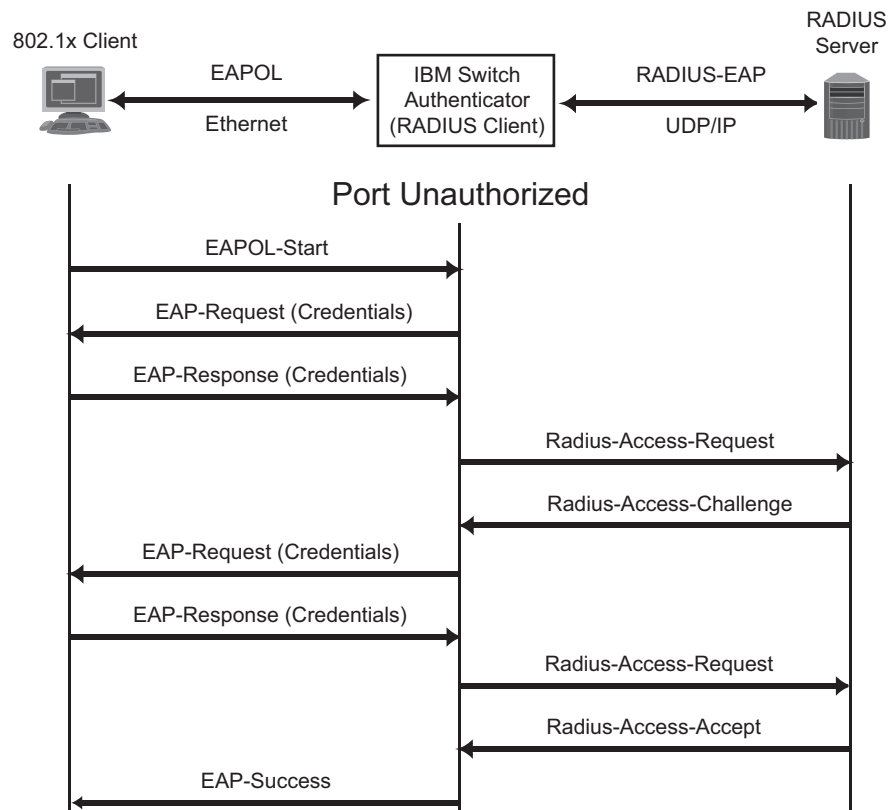 802.1x Client
EAPOL
Ethernet
IBM Switch
Authenticator
(RADIUS Client)
RADIUS-EAP
UDP/IP
RADIUS
Server
Port Unauthorized
EAPOL-Start
EAP-Request (Credentials)
EAP-Response (Credentials)
Radius-Access-Request
Radius-Access-Challenge
EAP-Request (Credentials)
EAP-Response (Credentials)
Radius-Access-Request
Radius-Access-Accept
EAP-Success